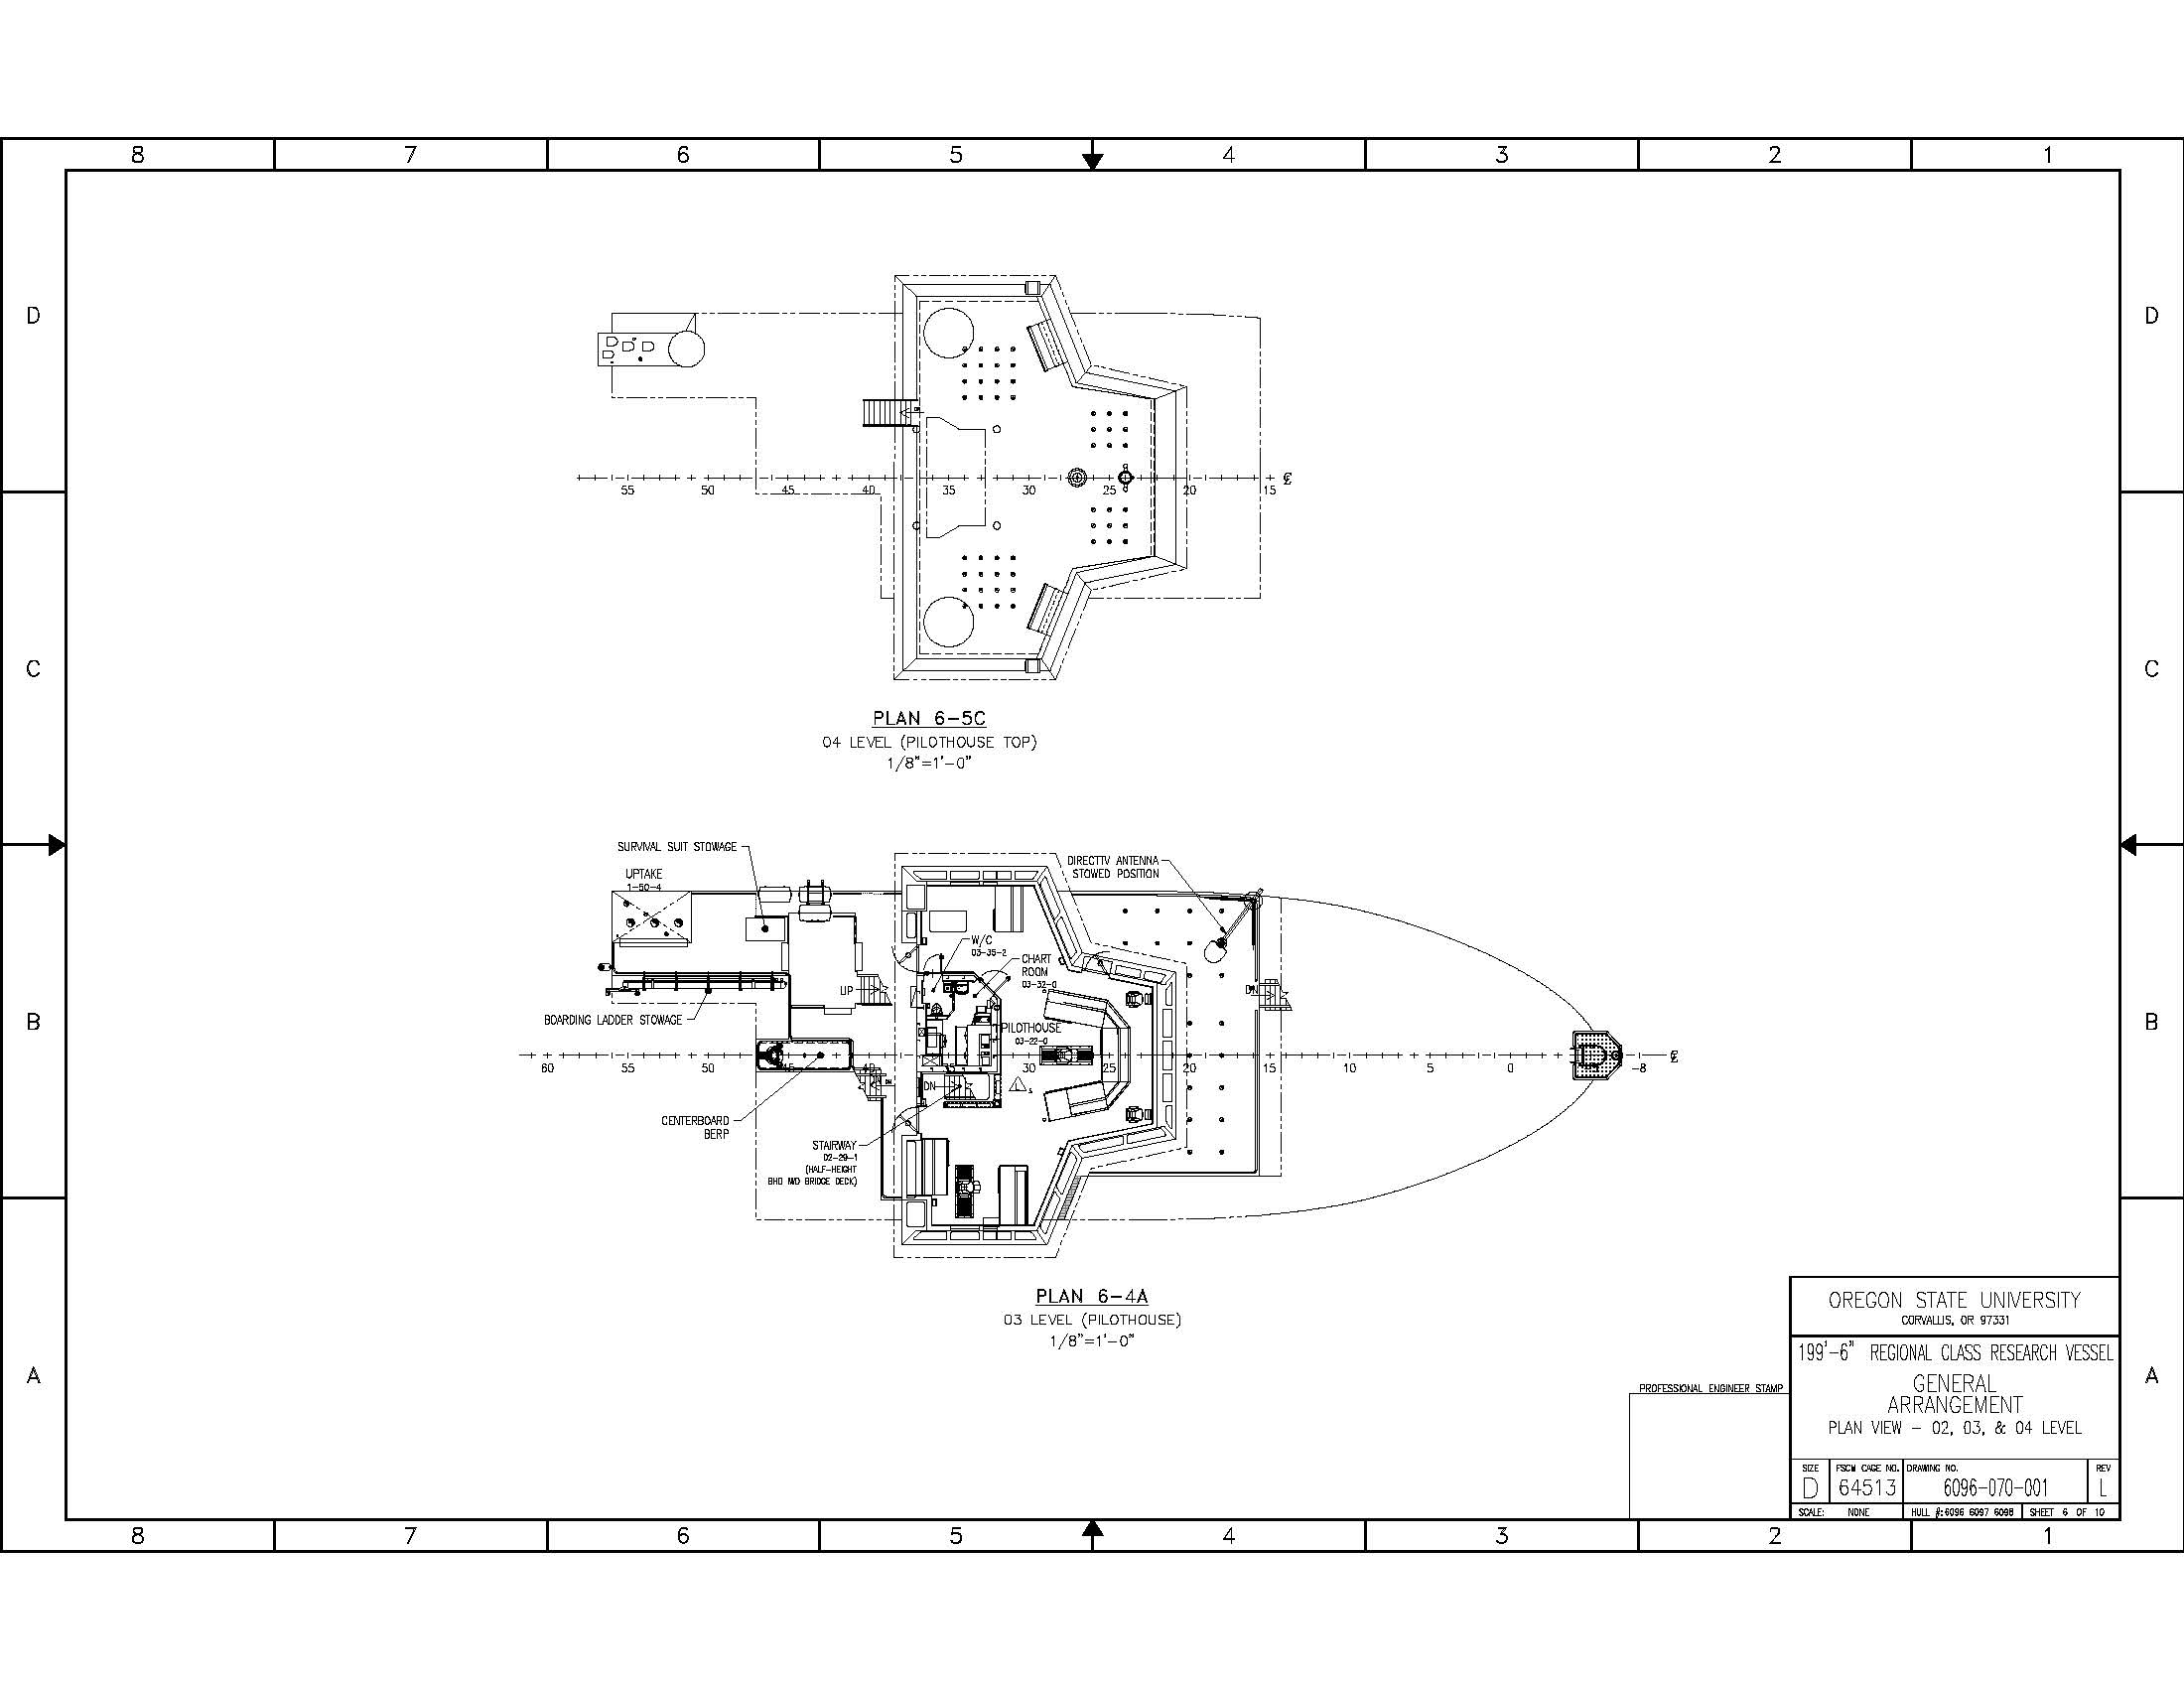 8 7 6 5 4 3 2 1
D D
DN
55 50 45 40 35 30 25 20 15 ℄
C C
PLAN 6-5C
04 LEVEL (PILOTHOUSE TOP)
1/8"=1'-0"
SURVIVAL SUIT STOWAGE
UPTAKE
1-50-4
DIRECTTV ANTENNA
STOWED POSITION
W/C
03-35-2
CHART
ROOM
03-32-0
UP
DN
B B
BOARDING LADDER STOWAGE
PILOTHOUSE
03-22-0
60 55 50 45 40 30 25 20 15 10 5 0 -8 ℄
DN
DN
L
CENTERBOARD
BERP
STAIRWAY
02-29-1
(HALF-HEIGHT
BHD IWO BRIDGE DECK)
PLAN 6-4A
03 LEVEL (PILOTHOUSE)
1/8"=1'-0"
A A
OREGON STATE UNIVERSITY
CORVALLIS, OR 97331
199'-6" REGIONAL CLASS RESEARCH VESSEL
GENERAL
ARRANGEMENT
PLAN VIEW - 02, 03, & 04 LEVEL
PROFESSIONAL ENGINEER STAMP
SIZE FSCM CAGE NO. DRAWING NO. REV
D 64513 6096-070-001 L
SCALE: NONE HULL #:6096 6097 6098 SHEET 6 OF 10
8 7 6 5 4 3 2 1